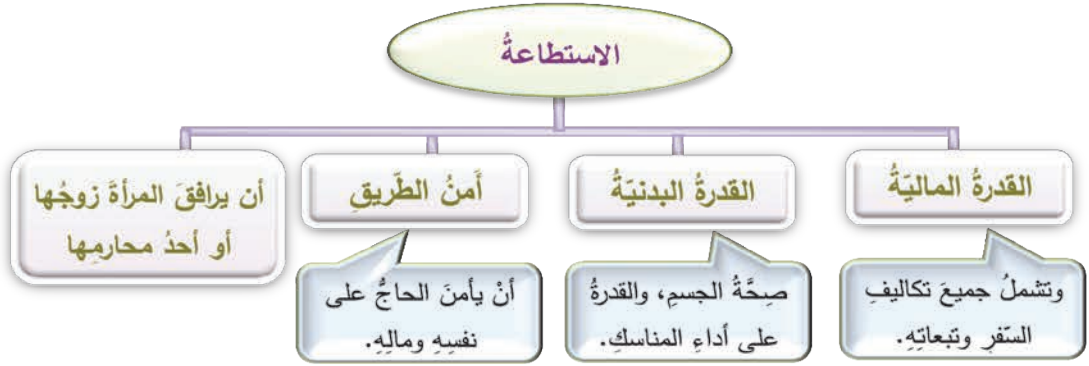 الاستطاعةُ
القدرةُ الماليّةُ
وتشملُ جميعَ تكاليفِ
السّفرِ وتبعاتِهِ.
القدرةُ البدنيّةُ
صِحَّةُ الجسمِ، والقدرةُ
على أداءِ المناسكِ.
أَمنُ الطّريقِ
أنْ يأمنَ الحاجُّ على
نفسِهِ ومالِهِ.
أن يرافقَ المرأةَ زوجُها
أو أحدُ محارمِها